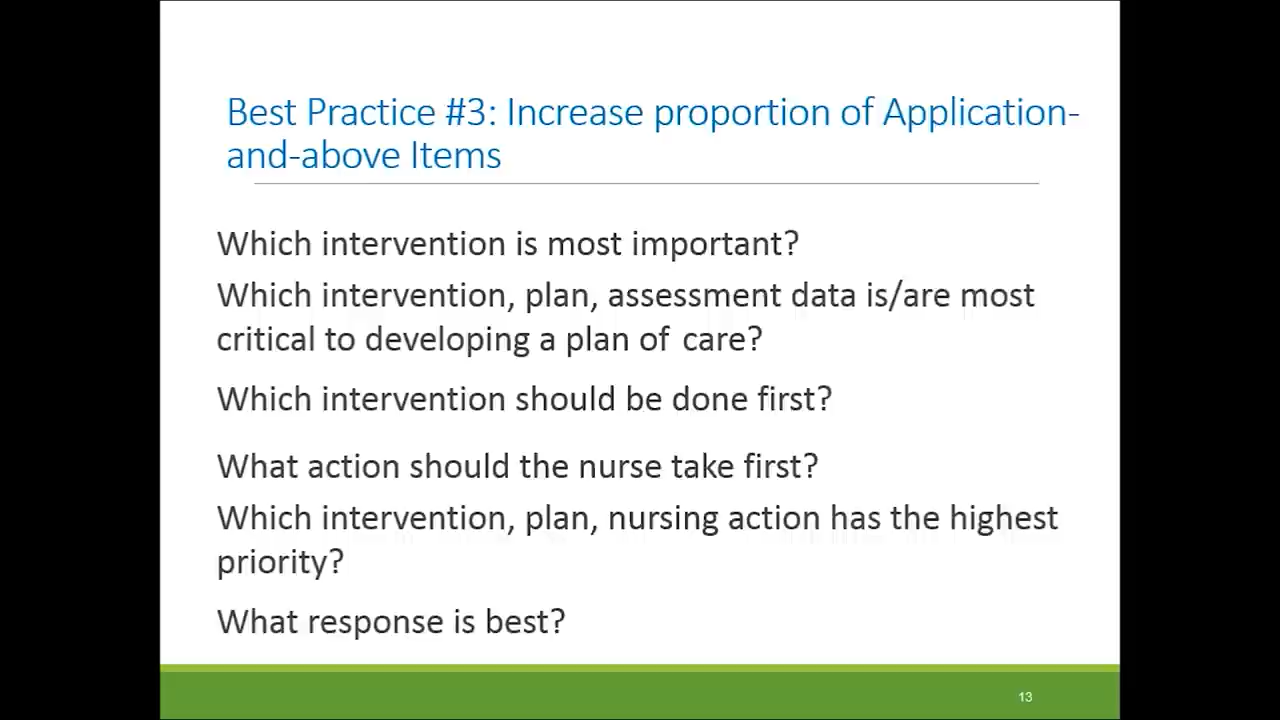 Best Practice #3: Increase proportion of Application-
and-above Items
Which intervention is most important?
Which intervention, plan, assessment data is/are most
critical to developing a plan of care?
Which intervention should be done first?
What action should the nurse take first?
Which intervention, plan, nursing action has the highest
priority?
What response is best?
13